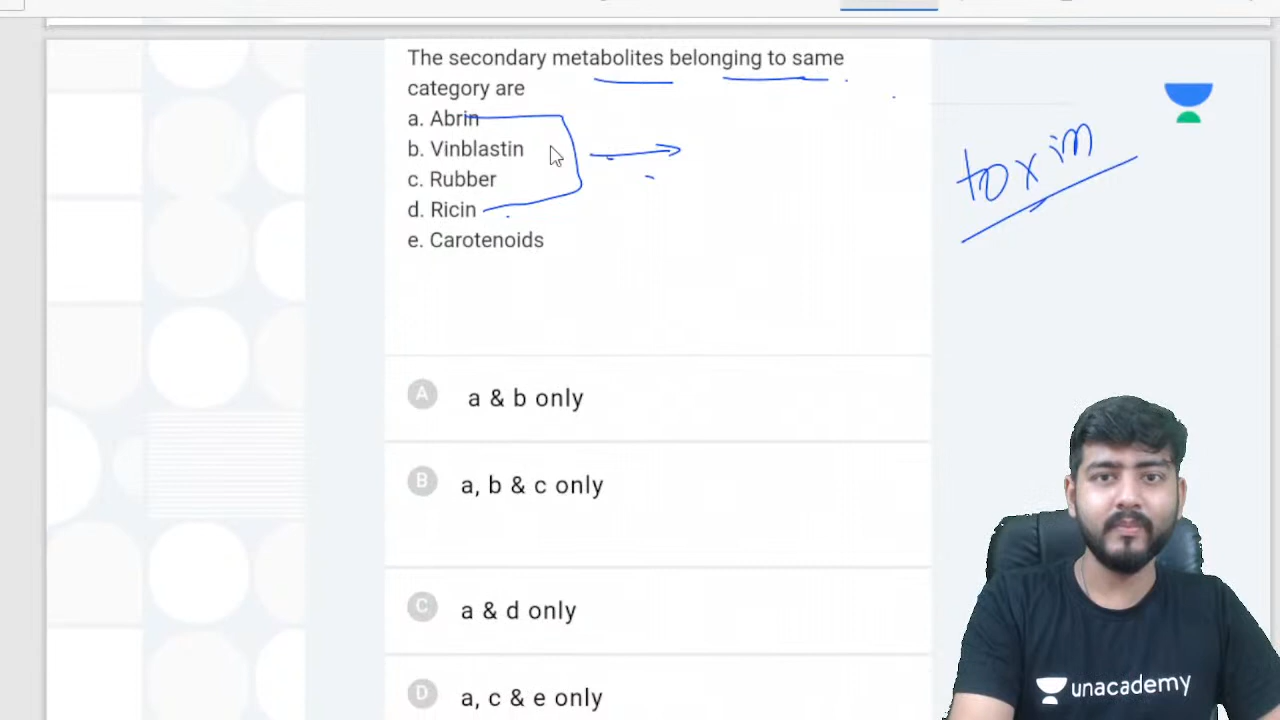 The secondary metabolites belonging to same
category are
a. Abrin
b. Vinblastin
c. Rubber
d. Ricin
e. Carotenoids
toxin
A a & b only
B a, b & c only
C a & d only
D a, c & e only
unacademy